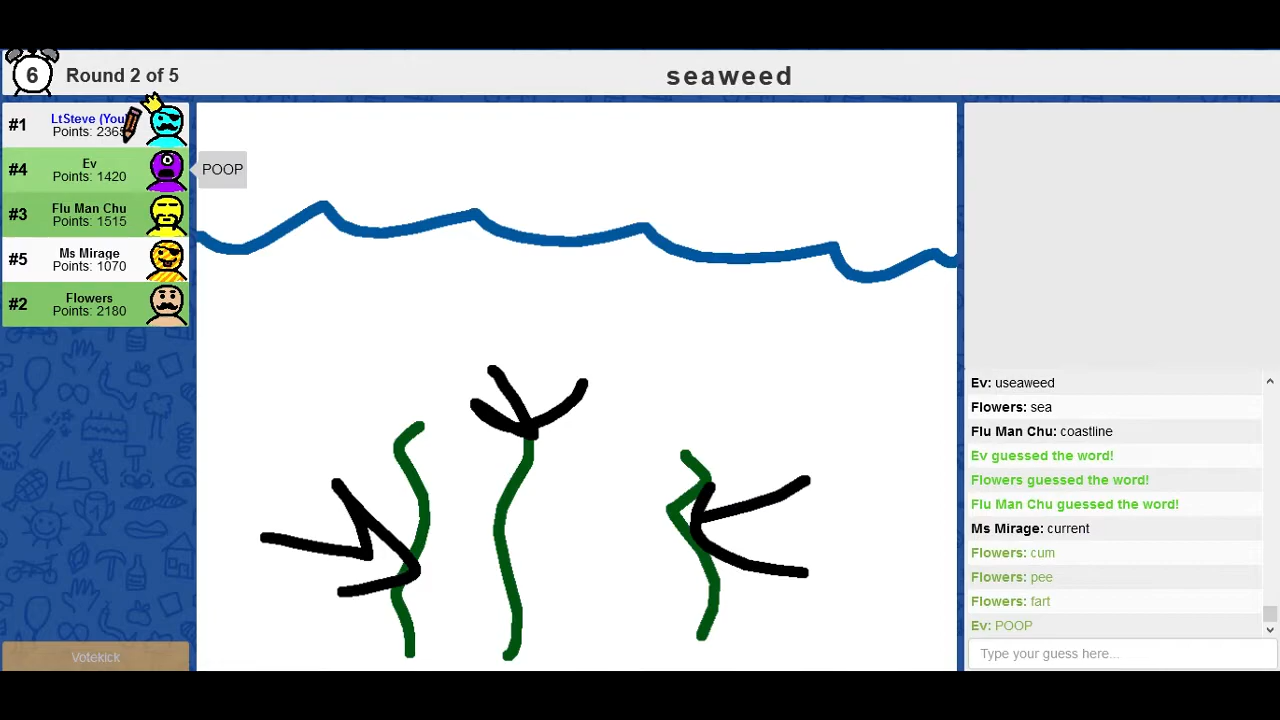 6
Round 2 of 5
seaweed
#1
LtSteve (You
Points: 2365
#4
Ev
Points: 1420
POOP
#3
Flu Man Chu
Points: 1515
#5
Ms Mirage
Points: 1070
#2
Flowers
Points: 2180
Votekick
Ev: useaweed
Flowers: sea
Flu Man Chu: coastline
Ev guessed the word!
Flowers guessed the word!
Flu Man Chu guessed the word!
Ms Mirage: current
Flowers: cum
Flowers: pee
Flowers: fart
Ev: POOP
Type your guess here...